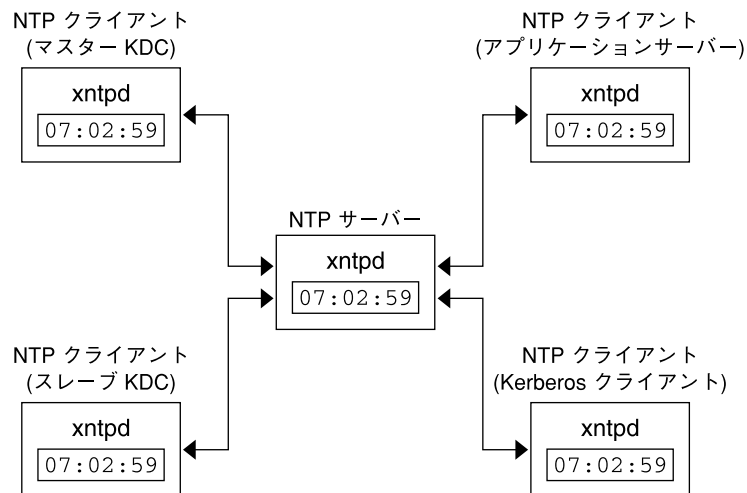 NTP クライアント
(マスター KDC)
xntpd
07:02:59
NTP クライアント
(アプリケーションサーバー)
xntpd
07:02:59
NTP サーバー
xntpd
07:02:59
NTP クライアント
(スレーブ KDC)
xntpd
07:02:59
NTP クライアント
(Kerberos クライアント)
xntpd
07:02:59